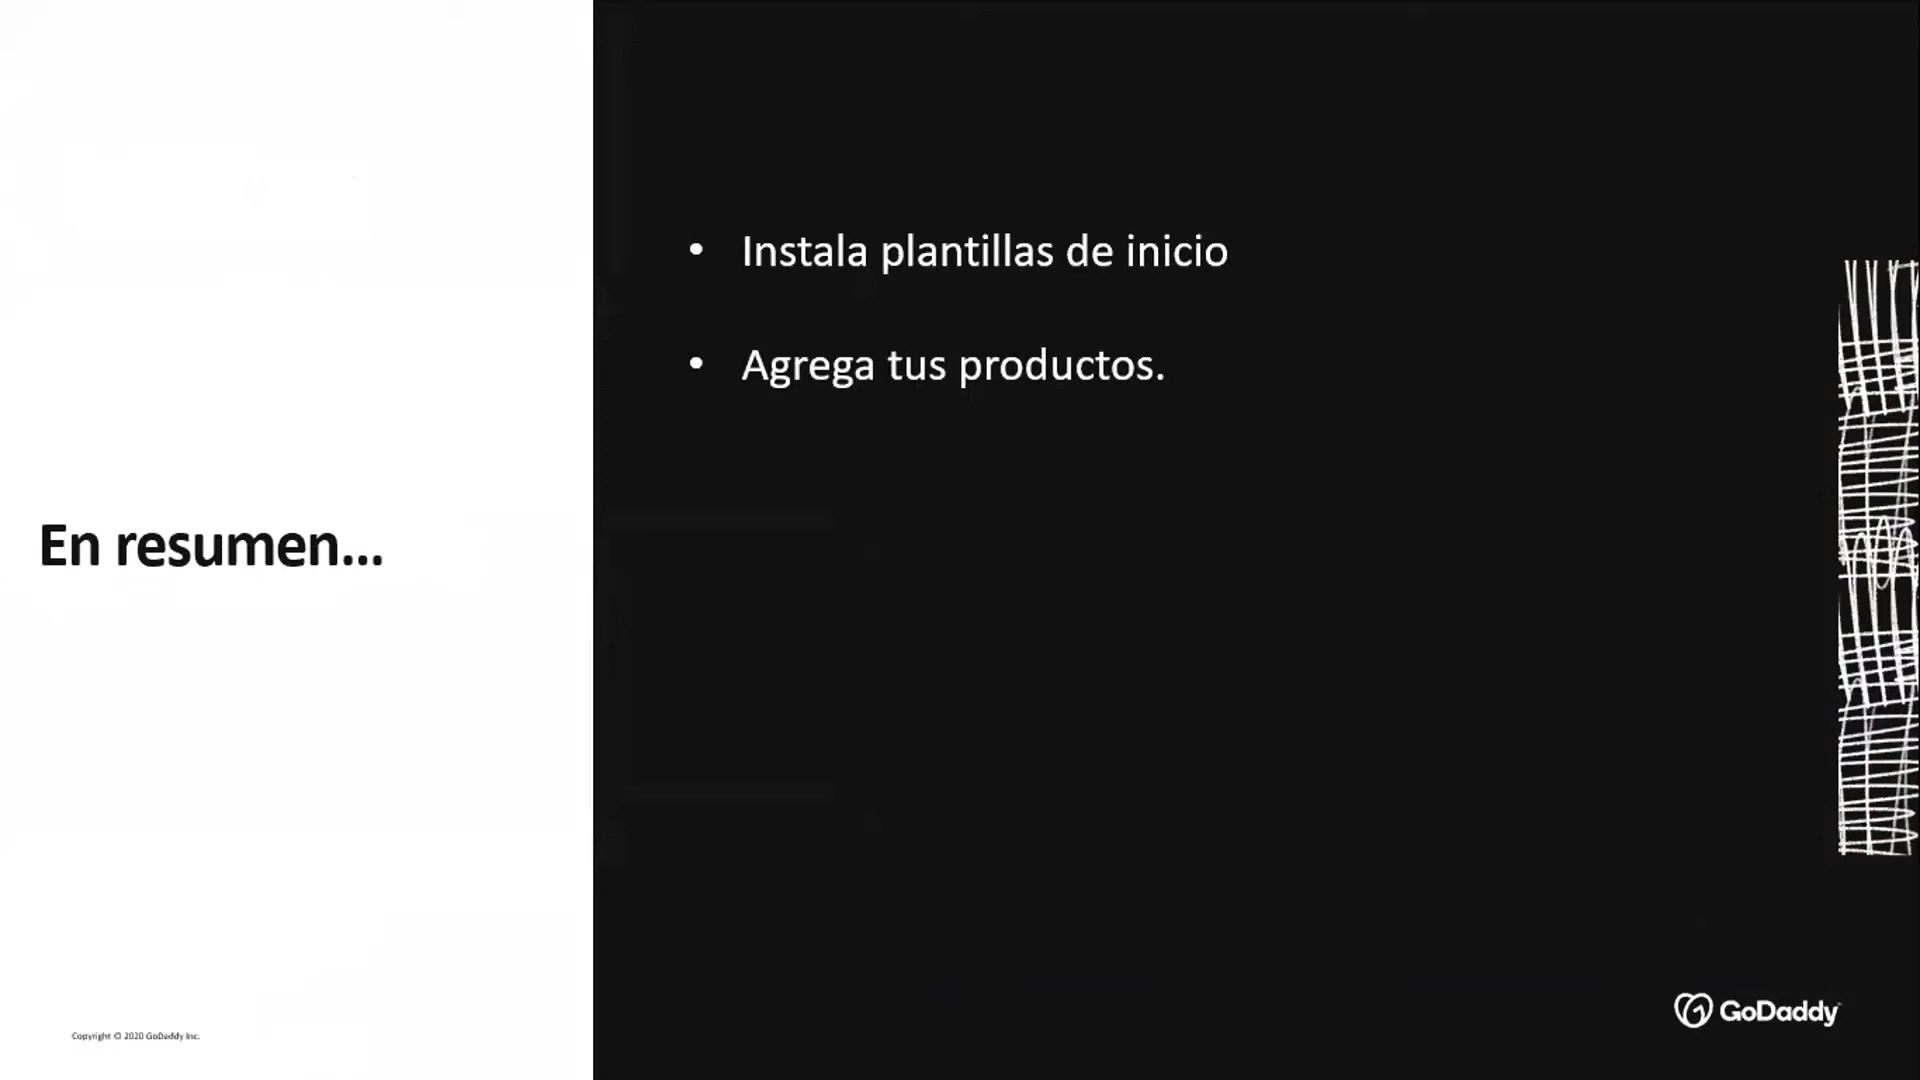 En resumen...
• Instala plantillas de inicio
• Agrega tus productos.
Copyright © 2020 GoDaddy Inc.
GoDaddy